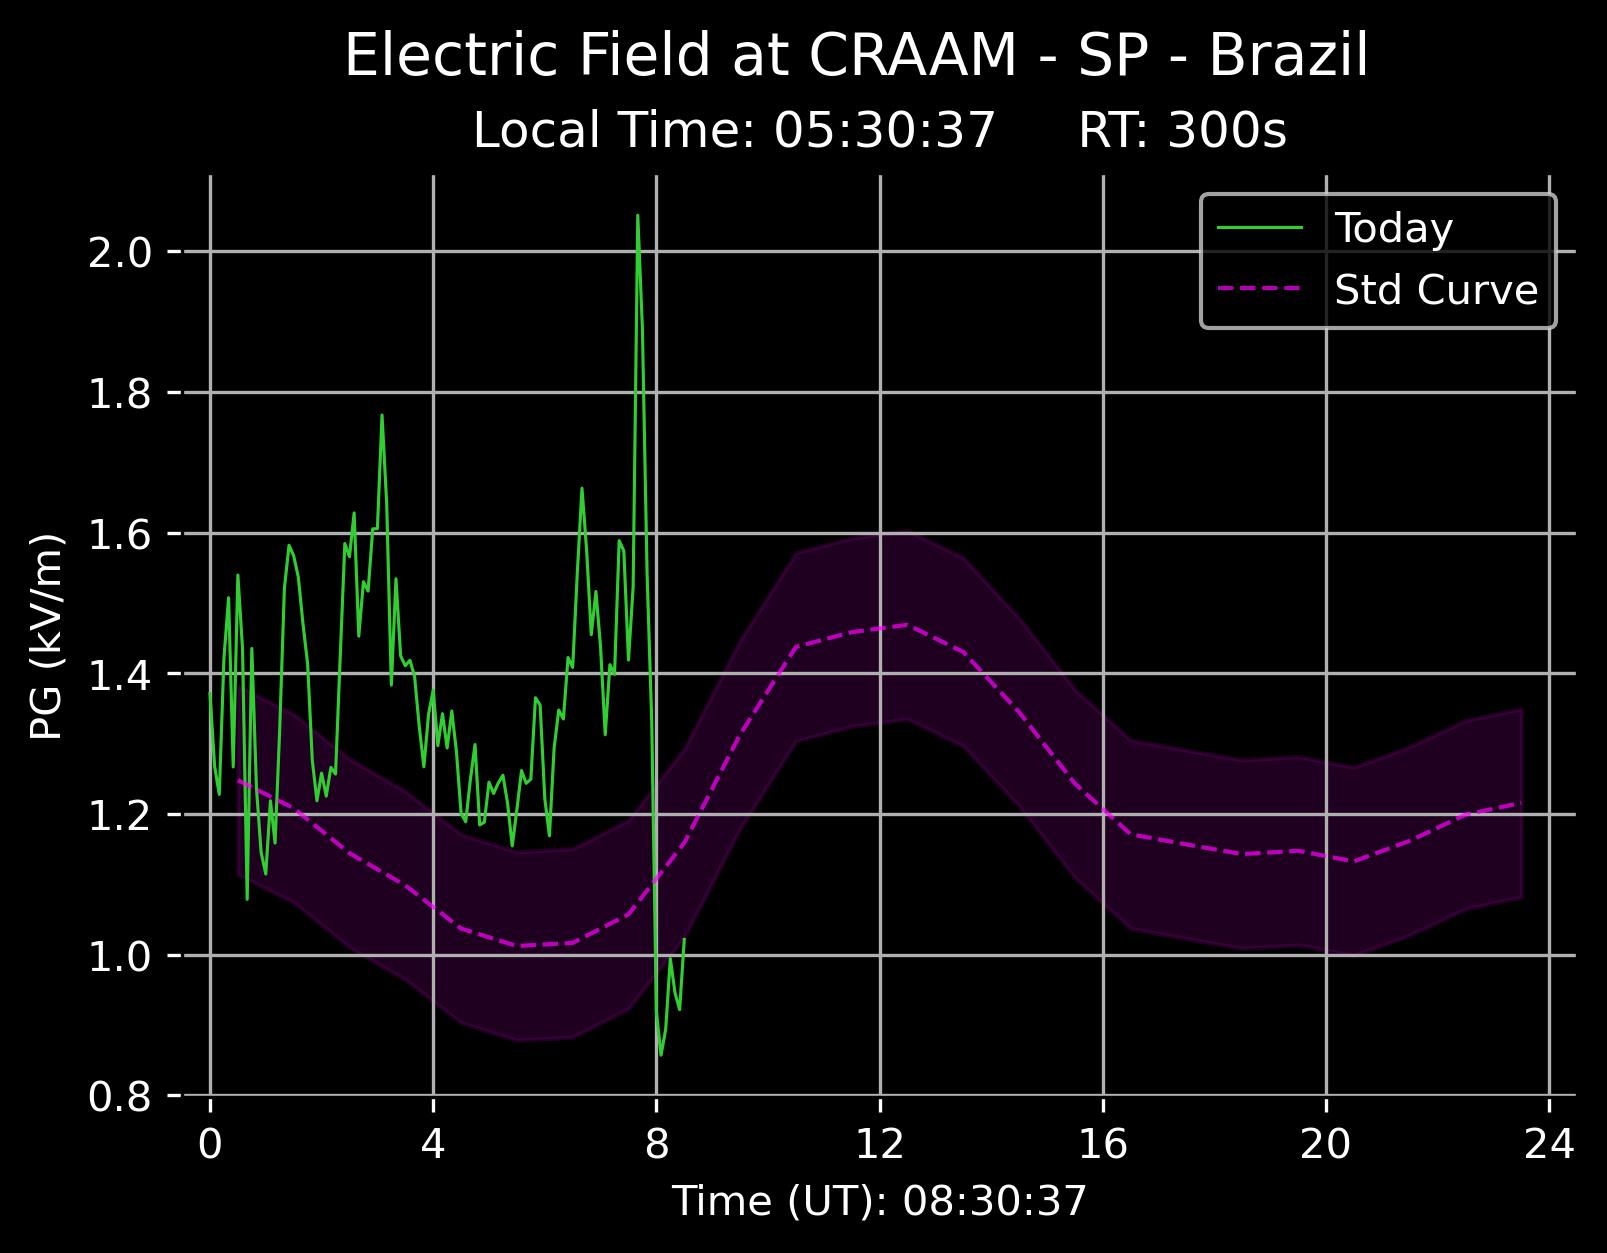 Electric Field at CRAAM - SP - Brazil
Local Time: 05:30:37 RT: 300s
Today
Std Curve
PG (kV/m)
2.0
1.8
1.6
1.4
1.2
1.0
0.8
0 4 8 12 16 20 24
Time (UT): 08:30:37